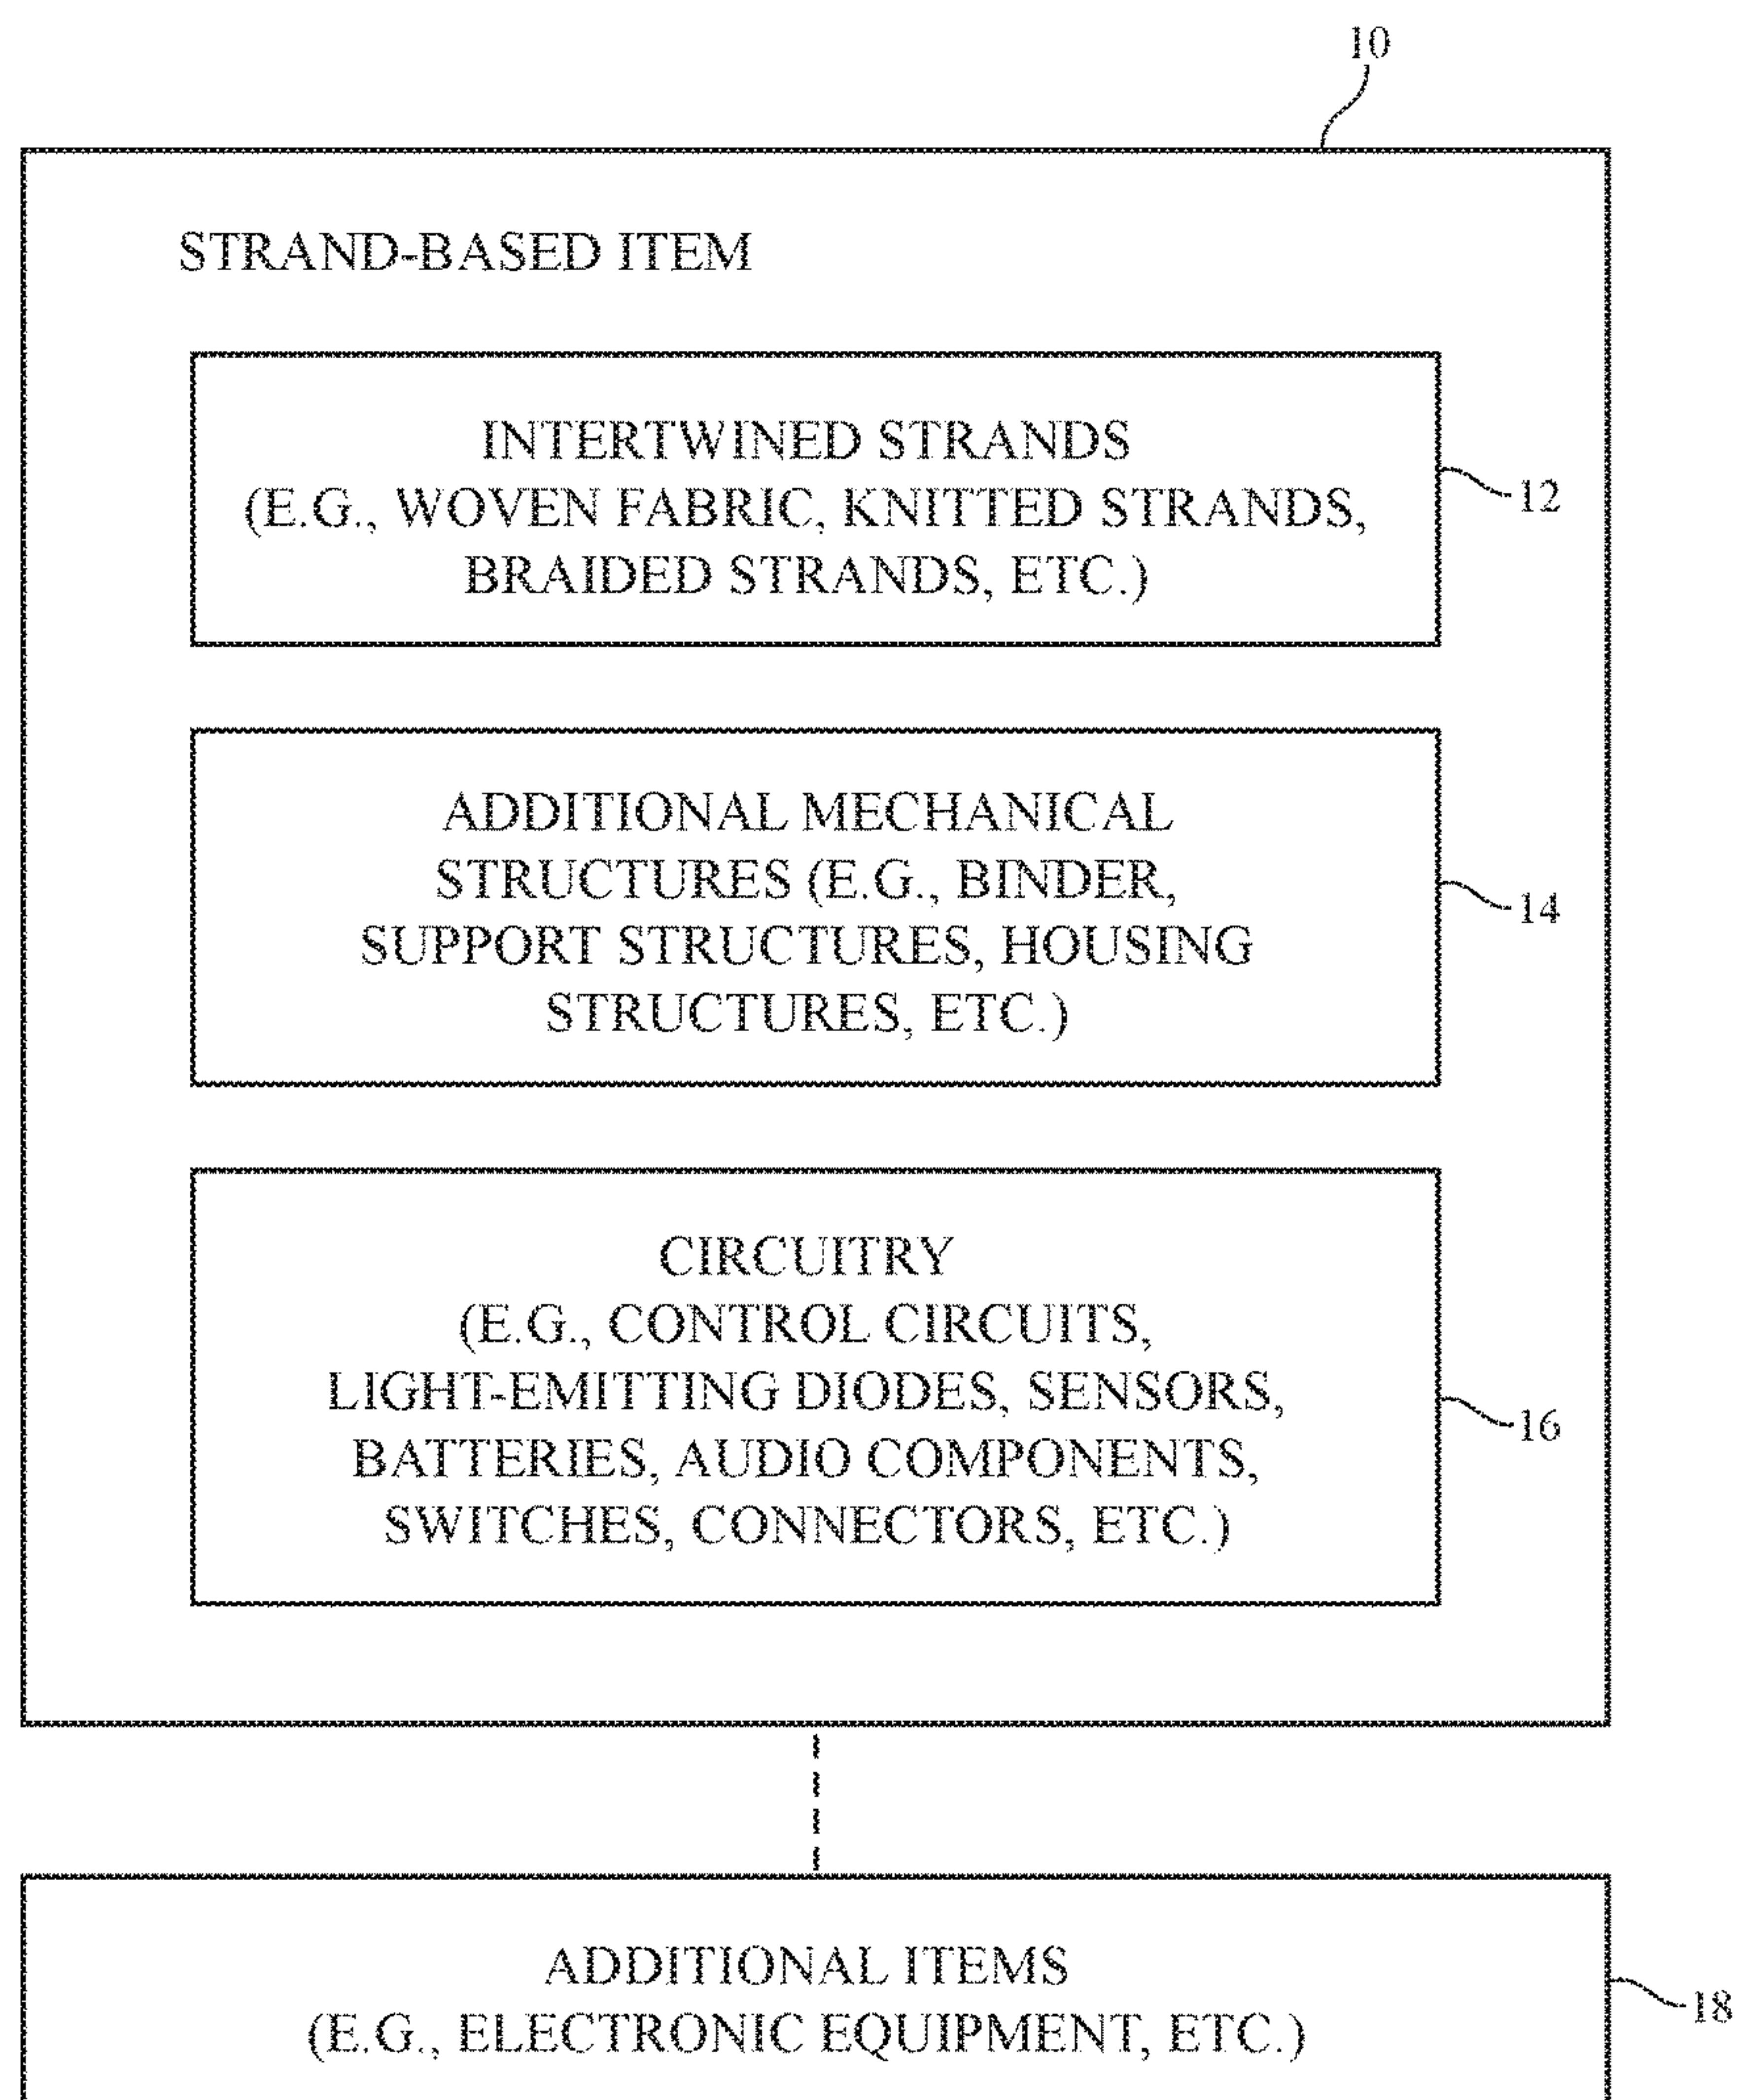 10
STRAND-BASED ITEM
INTERTWINED STRANDS
(E.G., WOVEN FABRIC, KNITTED STRANDS,
BRAIDED STRANDS, ETC.)
12
ADDITIONAL MECHANICAL
STRUCTURES (E.G., BINDER,
SUPPORT STRUCTURES, HOUSING
STRUCTURES, ETC.)
14
CIRCUITRY
(E.G., CONTROL CIRCUITS,
LIGHT-EMITTING DIODES, SENSORS,
BATTERIES, AUDIO COMPONENTS,
SWITCHES, CONNECTORS, ETC.)
16
ADDITIONAL ITEMS
(E.G., ELECTRONIC EQUIPMENT, ETC.)
18